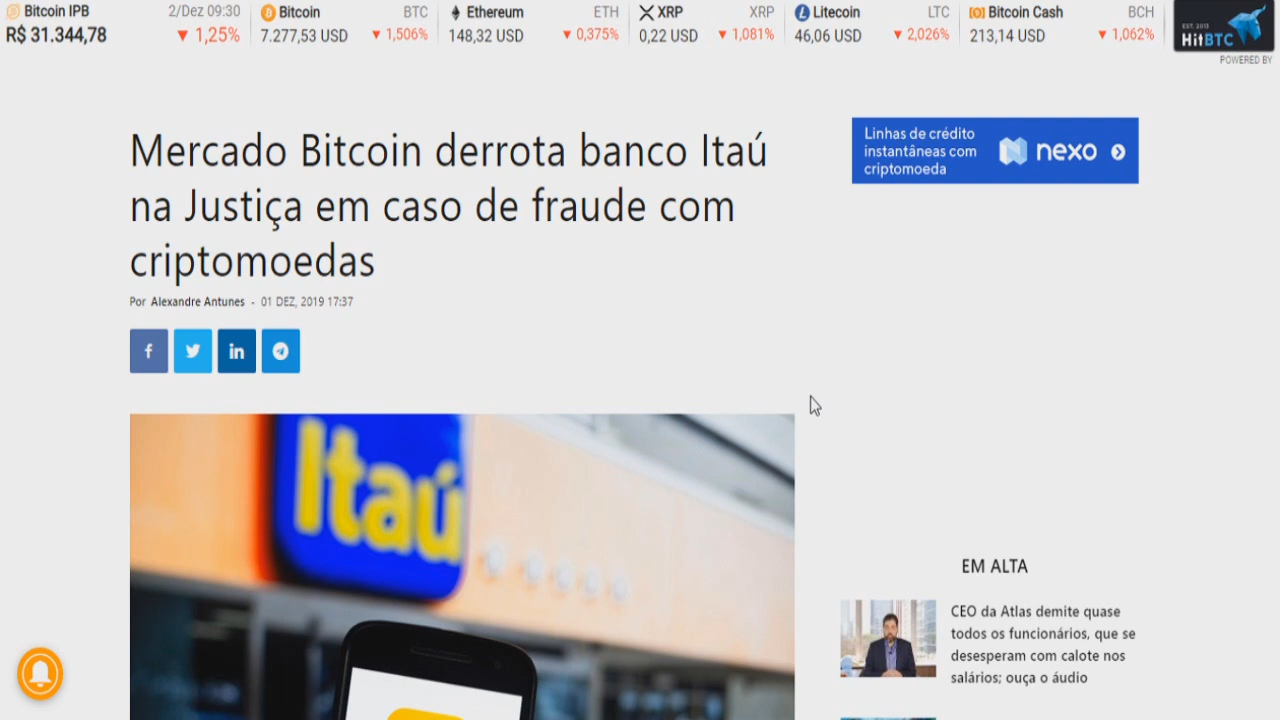 Bitcoin IPB 2/Dez 09:30
R$ 31.344,78 ▼ 1,25%
Bitcoin BTC
7.277,53 USD ▼ 1,506%
Ethereum ETH
148,32 USD ▼ 0,375%
XRP XRP
0,22 USD ▼ 1,081%
Litecoin LTC
46,06 USD ▼ 2,026%
Bitcoin Cash BCH
213,14 USD ▼ 1,062%
EST. 2013
HitBTC
POWERED BY
Mercado Bitcoin derrota banco Itaú
na Justiça em caso de fraude com
criptomoedas
Por Alexandre Antunes - 01 DEZ, 2019 17:37
f
in
Linhas de crédito
instantâneas com
criptomoeda
nexo
Itaú
EM ALTA
CEO da Atlas demite quase
todos os funcionários, que se
desesperam com calote nos
salários; ouça o áudio